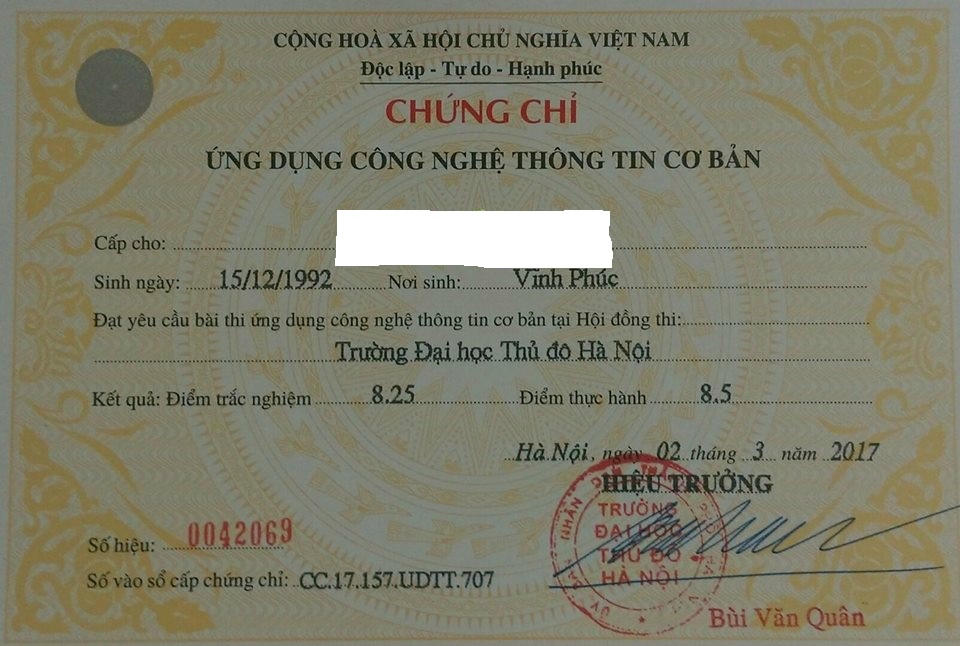 CỘNG HOÀ XÃ HỘI CHỦ NGHĨA VIỆT NAM
Độc lập - Tự do - Hạnh phúc
CHỨNG CHỈ
ỨNG DỤNG CÔNG NGHỆ THÔNG TIN CƠ BẢN
Cấp cho:
Sinh ngày: 15/12/1992 Nơi sinh: Vĩnh Phúc
Đạt yêu cầu bài thi ứng dụng công nghệ thông tin cơ bản tại Hội đồng thi:
Trường Đại học Thủ đô Hà Nội
Kết quả: Điểm trắc nghiệm 8.25 Điểm thực hành 8.5
Hà Nội, ngày 02 tháng 3 năm 2017
HIỆU TRƯỞNG
TRƯỜNG
ĐẠI HỌC
THỦ ĐÔ
HÀ NỘI
Số hiệu: 0042069
Số vào sổ cấp chứng chỉ: CC.17.157.UDTT.707
Bùi Văn Quân